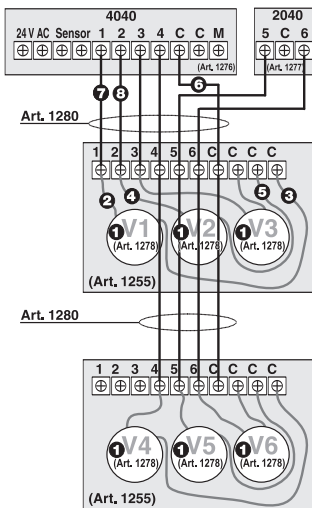 4040
2040
24 V AC Sensor 1 2 3 4 C C M
5 C 6
(Art. 1276)
(Art. 1277)
6
7 8
Art. 1280
1 2 3 4 5 6 C C C C
2 4 5 3
1 V1 1 V2 1 V3
(Art. 1278) (Art. 1278) (Art. 1278)
(Art. 1255)
Art. 1280
1 2 3 4 5 6 C C C C
1 V4 1 V5 1 V6
(Art. 1278) (Art. 1278) (Art. 1278)
(Art. 1255)